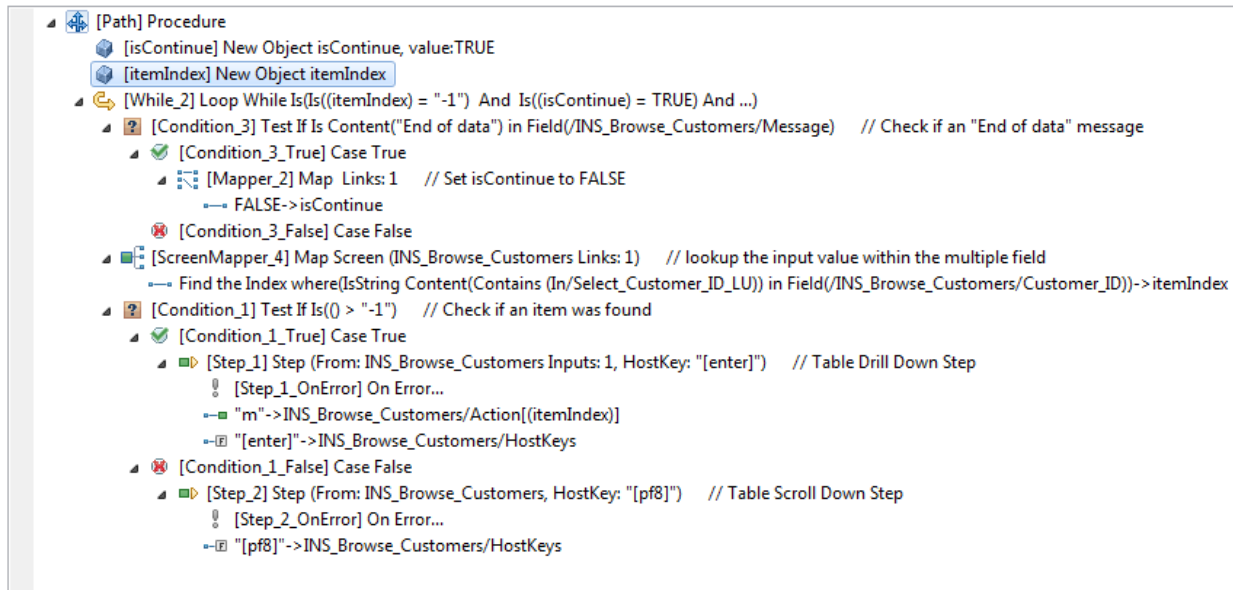 [Path] Procedure
[isContinue] New Object isContinue, value:TRUE
[itemIndex] New Object itemIndex
[While_2] Loop While Is(Is((itemIndex) = "-1") And Is((isContinue) = TRUE) And ...)
[Condition_3] Test If Is Content("End of data") in Field(/INS_Browse_Customers/Message) // Check if an "End of data" message
[Condition_3_True] Case True
[Mapper_2] Map Links: 1 // Set isContinue to FALSE
FALSE->isContinue
[Condition_3_False] Case False
[ScreenMapper_4] Map Screen (INS_Browse_Customers Links: 1) // lookup the input value within the multiple field
Find the Index where(IsString Content(Contains (In/Select_Customer_ID_LU)) in Field(/INS_Browse_Customers/Customer_ID))->itemIndex
[Condition_1] Test If Is(() > "-1") // Check if an item was found
[Condition_1_True] Case True
[Step_1] Step (From: INS_Browse_Customers Inputs: 1, HostKey: "[enter]") // Table Drill Down Step
[Step_1_OnError] On Error...
"m"->INS_Browse_Customers/Action[(itemIndex)]
"[enter]"->INS_Browse_Customers/HostKeys
[Condition_1_False] Case False
[Step_2] Step (From: INS_Browse_Customers, HostKey: "[pf8]") // Table Scroll Down Step
[Step_2_OnError] On Error...
"[pf8]"->INS_Browse_Customers/HostKeys